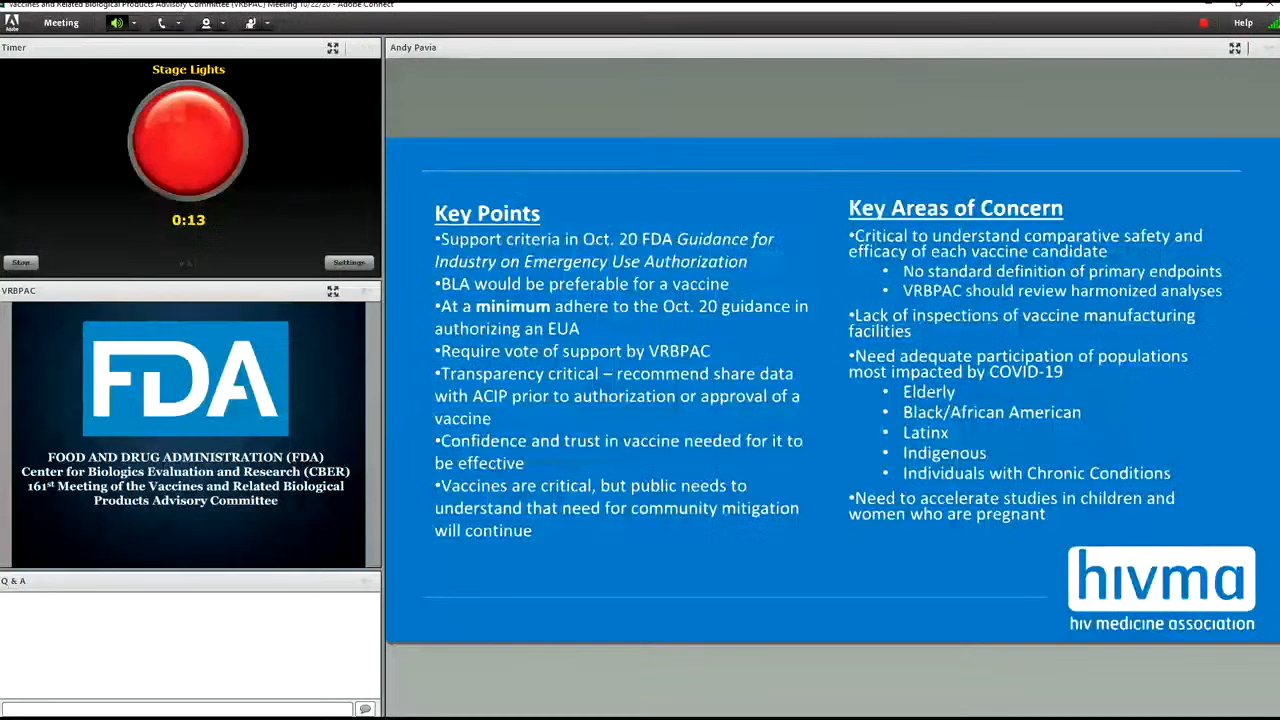 Vaccines and Related Biological Products Advisory Committee (VRBPAC) Meeting 10/22/20 - Adobe Connect
Adobe
Meeting
Help
Timer
Stage Lights
0:13
Stop
Settings
VRBPAC
FDA
FOOD AND DRUG ADMINISTRATION (FDA)
Center for Biologics Evaluation and Research (CBER)
161st Meeting of the Vaccines and Related Biological
Products Advisory Committee
Q & A
Andy Pavia
Key Points
•Support criteria in Oct. 20 FDA Guidance for
Industry on Emergency Use Authorization
•BLA would be preferable for a vaccine
•At a minimum adhere to the Oct. 20 guidance in
authorizing an EUA
•Require vote of support by VRBPAC
•Transparency critical – recommend share data
with ACIP prior to authorization or approval of a
vaccine
•Confidence and trust in vaccine needed for it to
be effective
•Vaccines are critical, but public needs to
understand that need for community mitigation
will continue
Key Areas of Concern
•Critical to understand comparative safety and
efficacy of each vaccine candidate
• No standard definition of primary endpoints
• VRBPAC should review harmonized analyses
•Lack of inspections of vaccine manufacturing
facilities
•Need adequate participation of populations
most impacted by COVID-19
• Elderly
• Black/African American
• Latinx
• Indigenous
• Individuals with Chronic Conditions
•Need to accelerate studies in children and
women who are pregnant
hivma
hiv medicine association